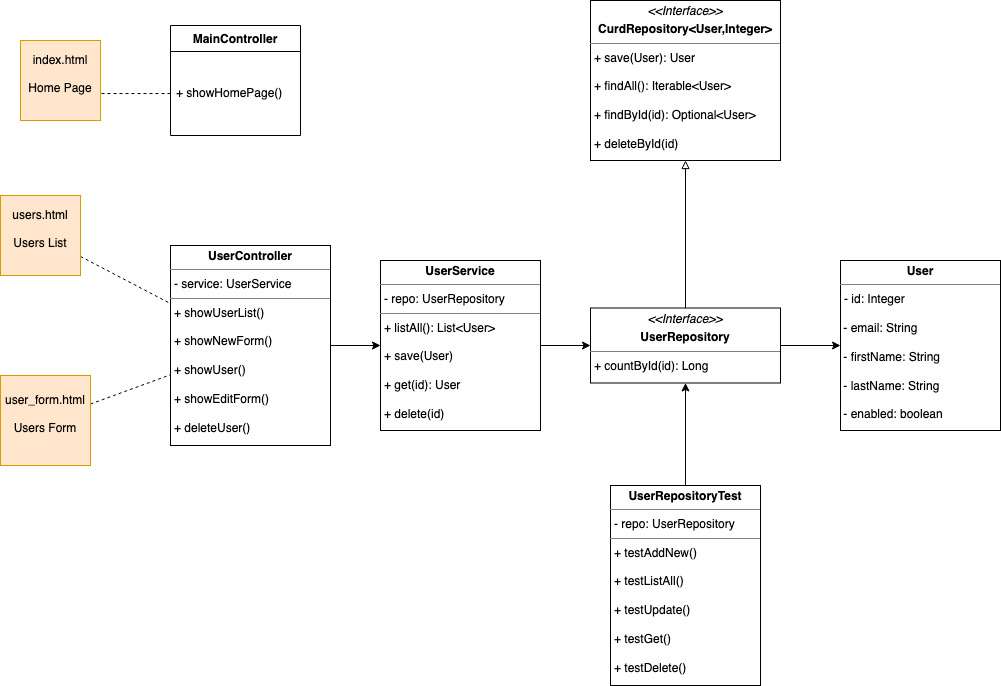 index.html
Home Page
MainController
+ showHomePage()
<<Interface>>
CurdRepository<User,Integer>
+ save(User): User
+ findAll(): Iterable<User>
+ findById(id): Optional<User>
+ deleteById(id)
users.html
Users List
user_form.html
Users Form
UserController
- service: UserService
+ showUserList()
+ showNewForm()
+ showUser()
+ showEditForm()
+ deleteUser()
UserService
- repo: UserRepository
+ listAll(): List<User>
+ save(User)
+ get(id): User
+ delete(id)
<<Interface>>
UserRepository
+ countById(id): Long
User
- id: Integer
- email: String
- firstName: String
- lastName: String
- enabled: boolean
UserRepositoryTest
- repo: UserRepository
+ testAddNew()
+ testListAll()
+ testUpdate()
+ testGet()
+ testDelete()